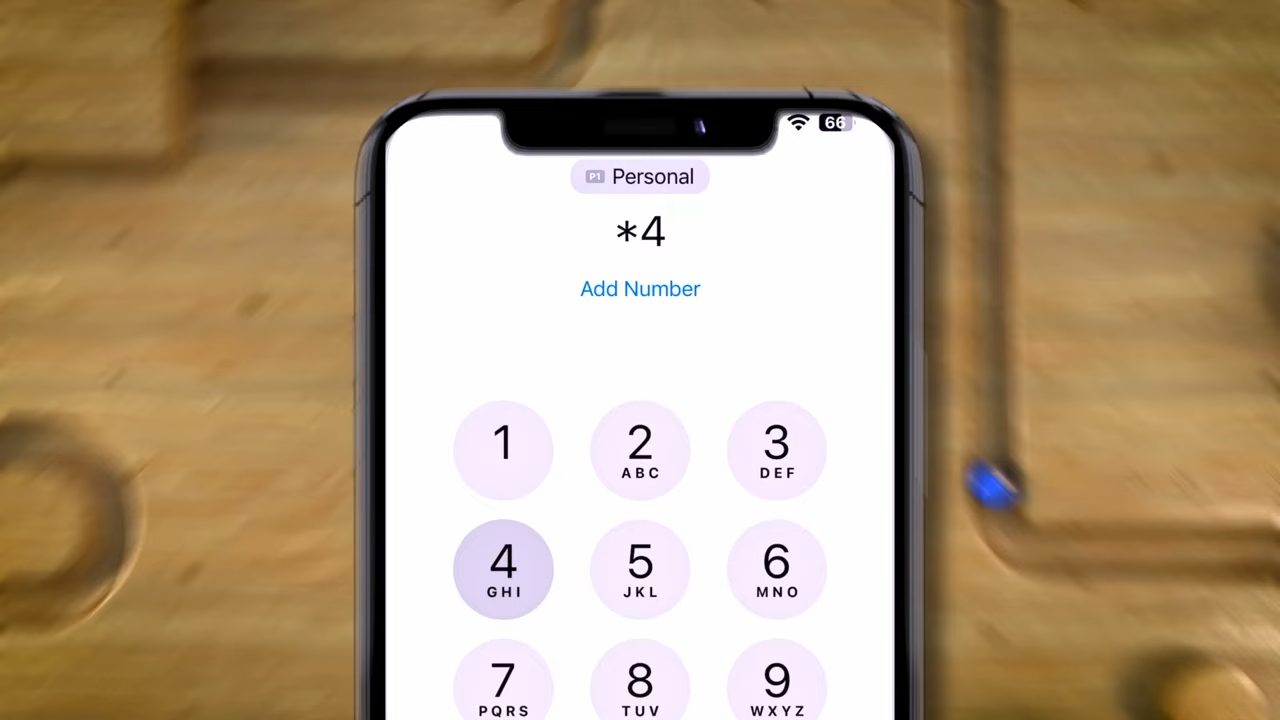 66
P1 Personal
*4
Add Number
1
2
3
ABC
DEF
4
5
6
GHI
JKL
MNO
7
8
9
PQRS
TUV
WXYZ